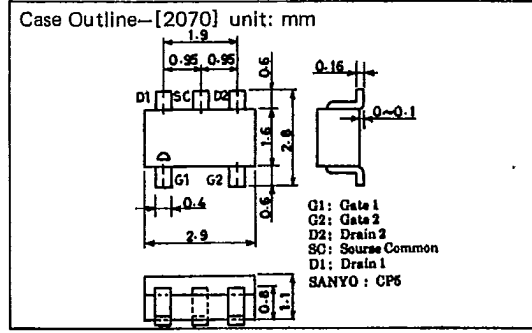 Case Outline—[2070] unit: mm
1.9
0.95 0.95
0.6
0.16
D1 SC D2
0~0.1
1.6
2.8
G1 G2
0.4
0.6
2.9
G1: Gate 1
G2: Gate 2
D2: Drain 2
SC: Sourse Common
D1: Drain 1
SANYO : CP5
0.8
1.1